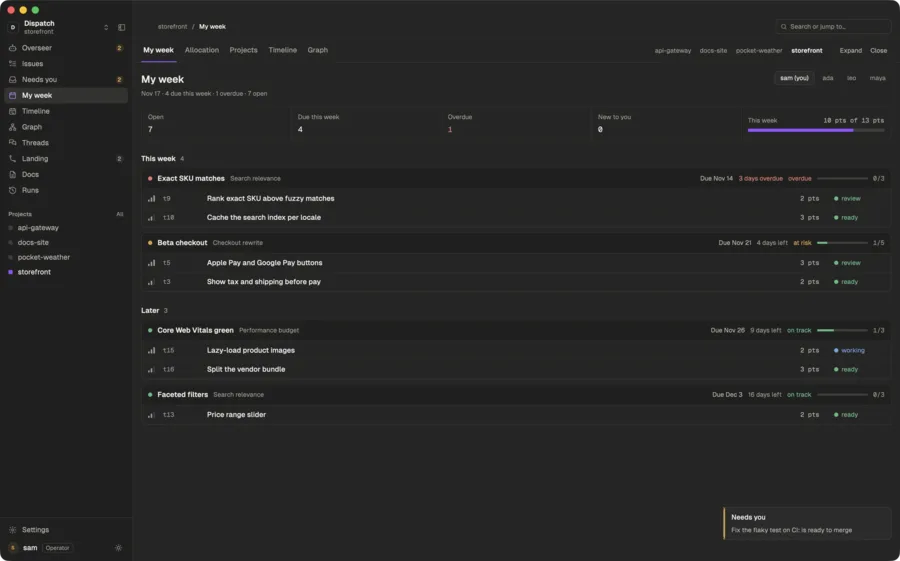 D
Dispatch
storefront
Overseer 2
Issues
Needs you 2
My week
Timeline
Graph
Threads
Landing 2
Docs
Runs
Projects All
api-gateway
docs-site
pocket-weather
storefront
Settings
S sam Operator
storefront / My week
Search or jump to…
My week Allocation Projects Timeline Graph
api-gateway docs-site pocket-weather storefront Expand Close
My week
sam (you) ada leo maya
Nov 17 · 4 due this week · 1 overdue · 7 open
Open
7
Due this week
4
Overdue
1
New to you
0
This week 10 pts of 13 pts
This week 4
Exact SKU matches Search relevance Due Nov 14 3 days overdue overdue 0/3
t9 Rank exact SKU above fuzzy matches 2 pts review
t10 Cache the search index per locale 3 pts ready
Beta checkout Checkout rewrite Due Nov 21 4 days left at risk 1/5
t5 Apple Pay and Google Pay buttons 3 pts review
t3 Show tax and shipping before pay 2 pts ready
Later 3
Core Web Vitals green Performance budget Due Nov 26 9 days left on track 1/3
t15 Lazy-load product images 2 pts working
t16 Split the vendor bundle 3 pts ready
Faceted filters Search relevance Due Dec 3 16 days left on track 0/3
t13 Price range slider 2 pts ready
Needs you
Fix the flaky test on CI: is ready to merge